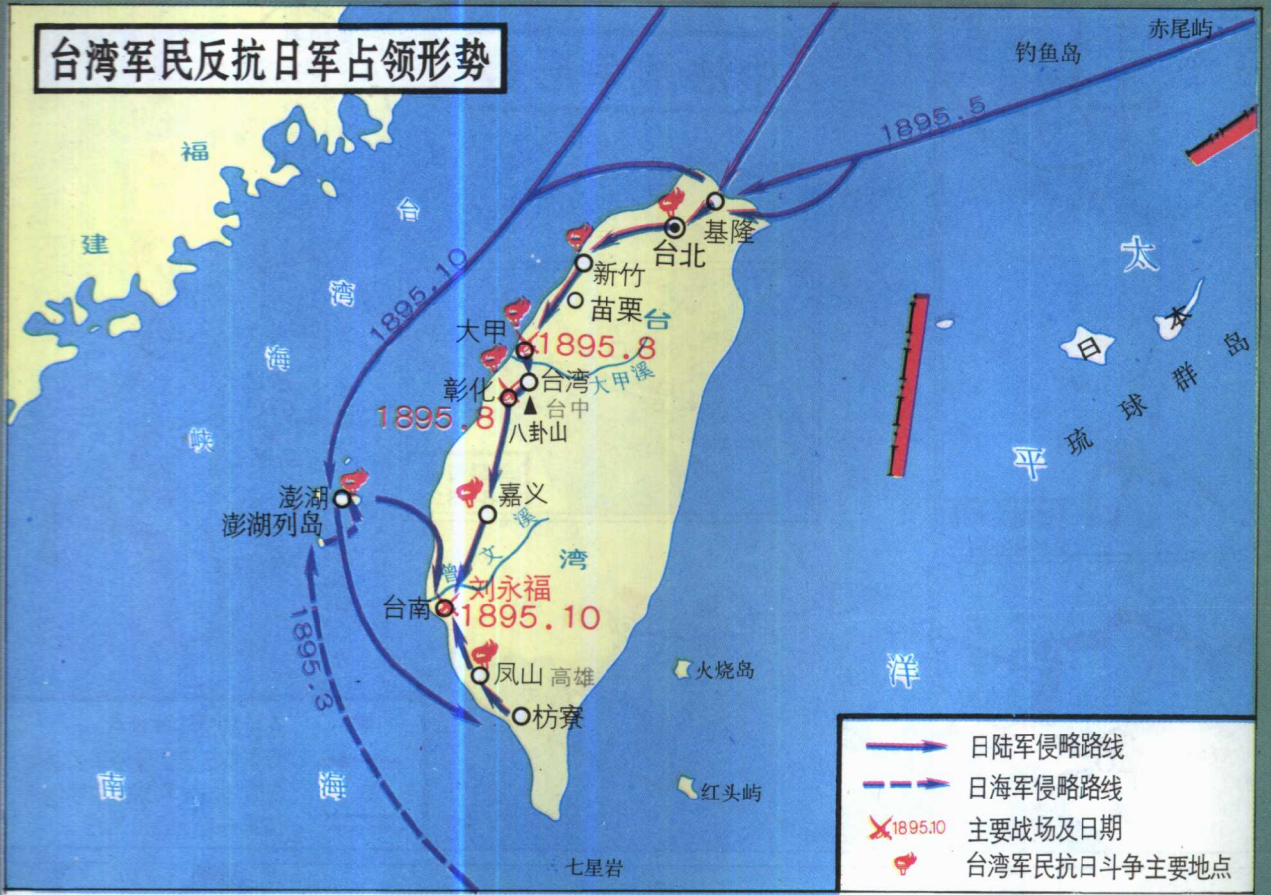 台湾军民反抗日军占领形势
赤尾屿
钓鱼岛
1895.5
福
建
台
湾
海
峡
1895.10
基隆
台北
新竹
苗栗
台
湾
大甲
1895.8
大甲溪
台湾
台中
彰化
1895.8
八卦山
嘉义
曾文溪
澎湖
澎湖列岛
刘永福
台南
1895.10
1895.3
凤山
高雄
枋寮
火烧岛
红头屿
七星岩
南
海
太
平
洋
日本
琉球群岛
日陆军侵略路线
日海军侵略路线
1895.10
主要战场及日期
台湾军民抗日斗争主要地点